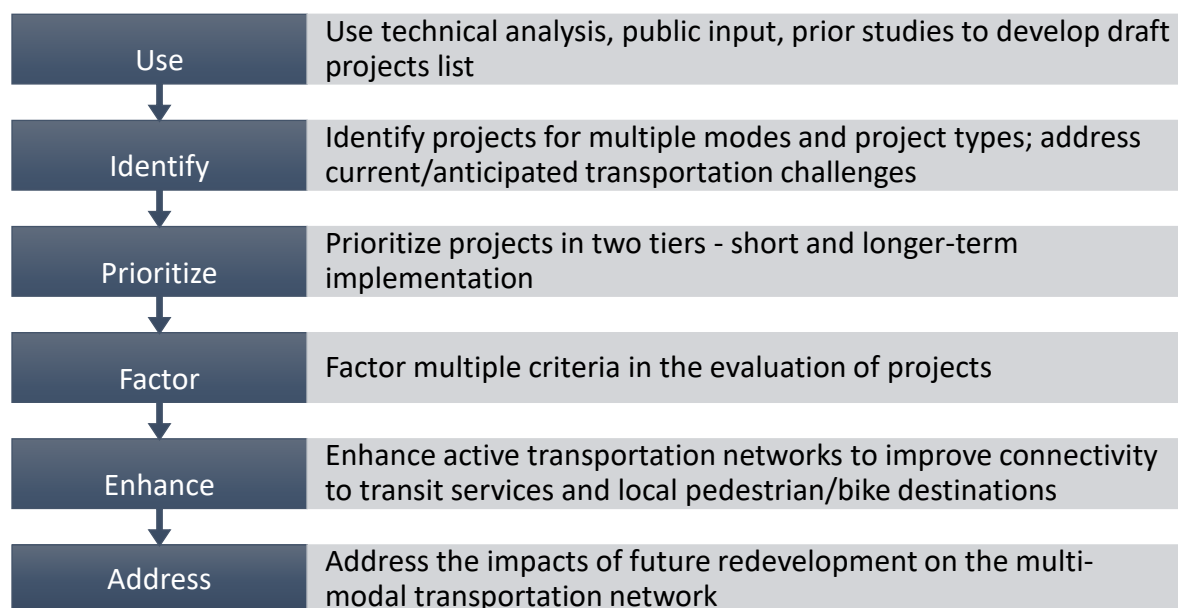 Use
Use technical analysis, public input, prior studies to develop draft
projects list
Identify
Identify projects for multiple modes and project types; address
current/anticipated transportation challenges
Prioritize
Prioritize projects in two tiers - short and longer-term
implementation
Factor
Factor multiple criteria in the evaluation of projects
Enhance
Enhance active transportation networks to improve connectivity
to transit services and local pedestrian/bike destinations
Address
Address the impacts of future redevelopment on the multi-
modal transportation network